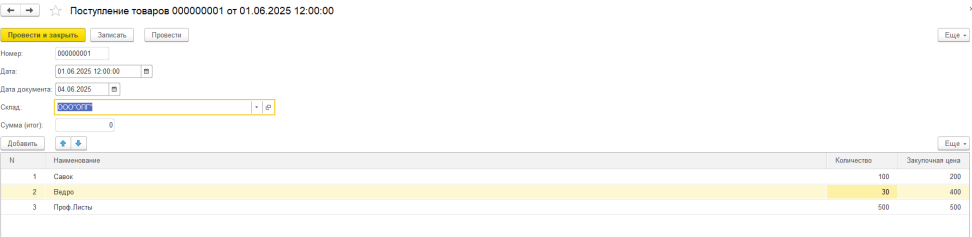 Поступление товаров 000000001 от 01.06.2025 12:00:00
Провести и закрыть Записать Провести Еще
Номер: 000000001
Дата: 01.06.2025 12:00:00
Дата документа: 04.06.2025
Склад: ООО"ОПГ"
Сумма (итог): 0
Добавить Еще
N Наименование Количество Закупочная цена
1 Савок 100 200
2 Ведро 30 400
3 Проф.Листы 500 500